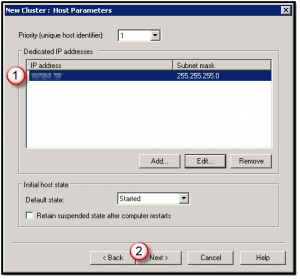 New Cluster : Host Parameters
Priority (unique host identifier):
1
Dedicated IP addresses
IP address
Subnet mask
1
255.255.255.0
Add...
Edit...
Remove
Initial host state
Default state:
Started
Retain suspended state after computer restarts
2
< Back
Next >
Cancel
Help